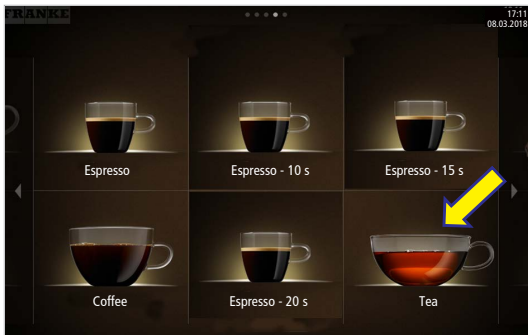 FRANKE
17:11
08.03.2018
Espresso
Espresso - 10 s
Espresso - 15 s
Coffee
Espresso - 20 s
Tea